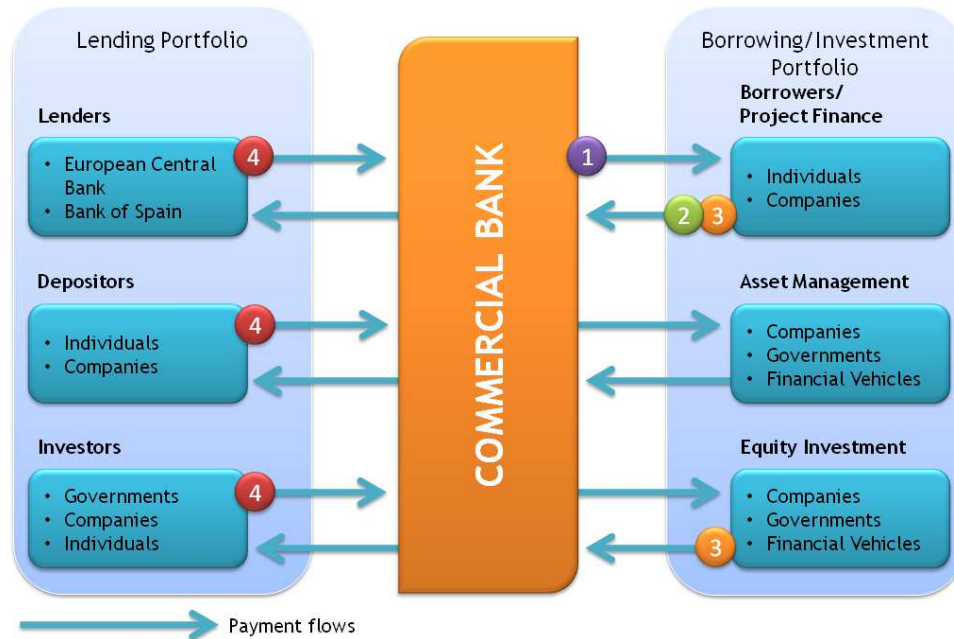 Lending Portfolio
Lenders
4
• European Central
Bank
• Bank of Spain
Depositors
4
• Individuals
• Companies
Investors
4
• Governments
• Companies
• Individuals
COMMERCIAL BANK
Borrowing/Investment
Portfolio
Borrowers/
Project Finance
1
• Individuals
• Companies
2 3
Asset Management
• Companies
• Governments
• Financial Vehicles
Equity Investment
• Companies
• Governments
• Financial Vehicles
3
Payment flows